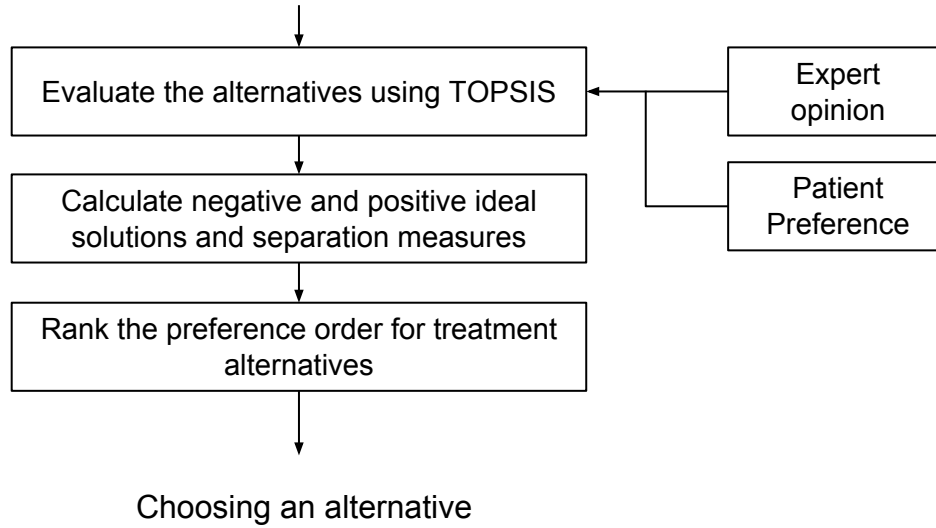 Evaluate the alternatives using TOPSIS
Expert
opinion
Calculate negative and positive ideal
solutions and separation measures
Patient
Preference
Rank the preference order for treatment
alternatives
Choosing an alternative